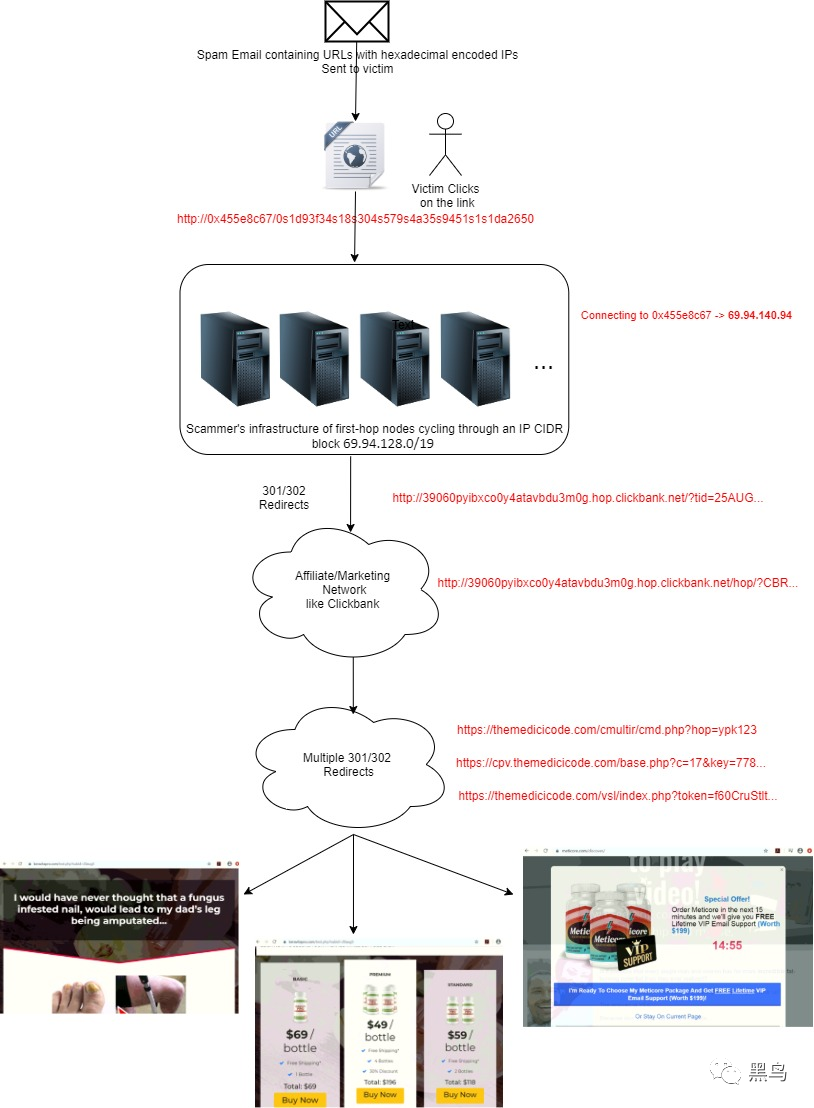 Spam Email containing URLs with hexadecimal encoded IPs
Sent to victim
URL
Victim Clicks
on the link
http://0x455e8c67/0s1d93f34s18s304s579s4a35s9451s1s1da2650
Text
...
Connecting to 0x455e8c67 -> 69.94.140.94
Scammer's infrastructure of first-hop nodes cycling through an IP CIDR
block 69.94.128.0/19
301/302
Redirects
http://39060pyibxco0y4atavbdu3m0g.hop.clickbank.net/?tid=25AUG...
Affiliate/Marketing
Network
like Clickbank
http://39060pyibxco0y4atavbdu3m0g.hop.clickbank.net/hop/?CBR...
Multiple 301/302
Redirects
https://themedicicode.com/cmultir/cmd.php?hop=ypk123
https://cpv.themedicicode.com/base.php?c=17&key=778...
https://themedicicode.com/vsl/index.php?token=f60CruStlt...
I would have never thought that a fungus
infested nail, would lead to my dad's leg
being amputated...
BASIC
$69 /
bottle
Free Shipping*
1 Bottle
Total: $69
Buy Now
PREMIUM
$49 /
bottle
Free Shipping*
4 Bottles
30% Discount
Total: $196
Buy Now
STANDARD
$59 /
bottle
Free Shipping*
2 Bottles
Total: $118
Buy Now
to play
video!
Meticore
VIP
SUPPORT
Special Offer!
Order Meticore in the next 15
minutes and we'll give you FREE
Lifetime VIP Email Support (Worth
$199)
14:55
I'm Ready To Choose My Meticore Package And Get FREE Lifetime VIP
Email Support (Worth $199)!
Or Stay On Current Page...
黑鸟